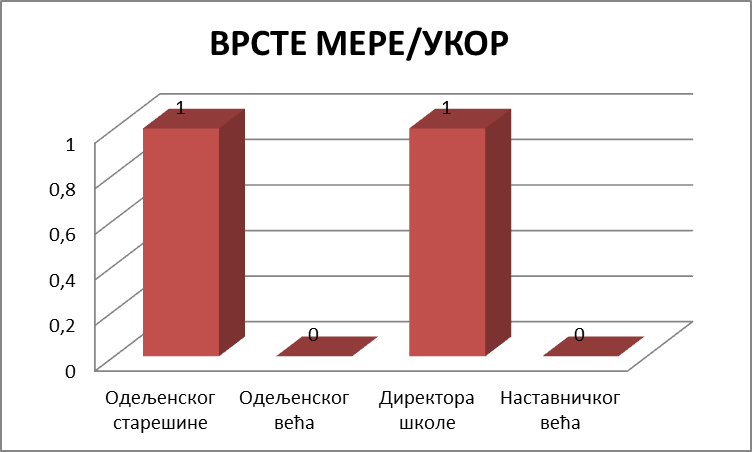 ВРСТЕ МЕРЕ/УКОР
1
1
1
0,8
0,6
0,4
0,2
0
0
0
Одељенског
старешине
Одељенског
већа
Директора
школе
Наставничког
већа